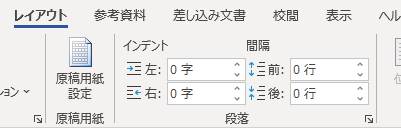 レイアウト 参考資料 差し込み文書 校閲 表示
インデント 間隔
左: 0 字 前: 0 行
右: 0 字 後: 0 行
原稿用紙
設定
原稿用紙 段落